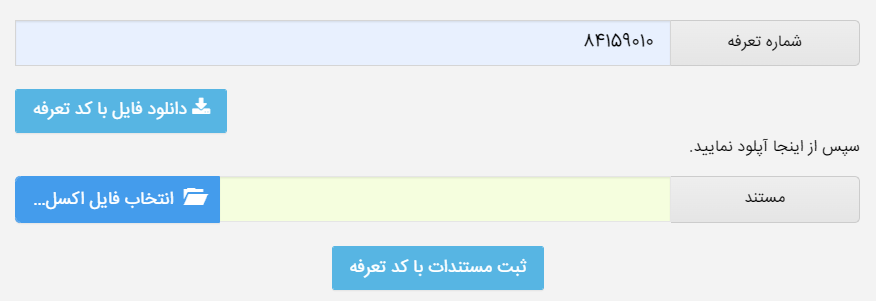 شماره تعرفه ۸۴۱۵۹۰۱۰
دانلود فایل با کد تعرفه
سپس از اینجا آپلود نمایید.
مستند انتخاب فایل اکسل...
ثبت مستندات با کد تعرفه